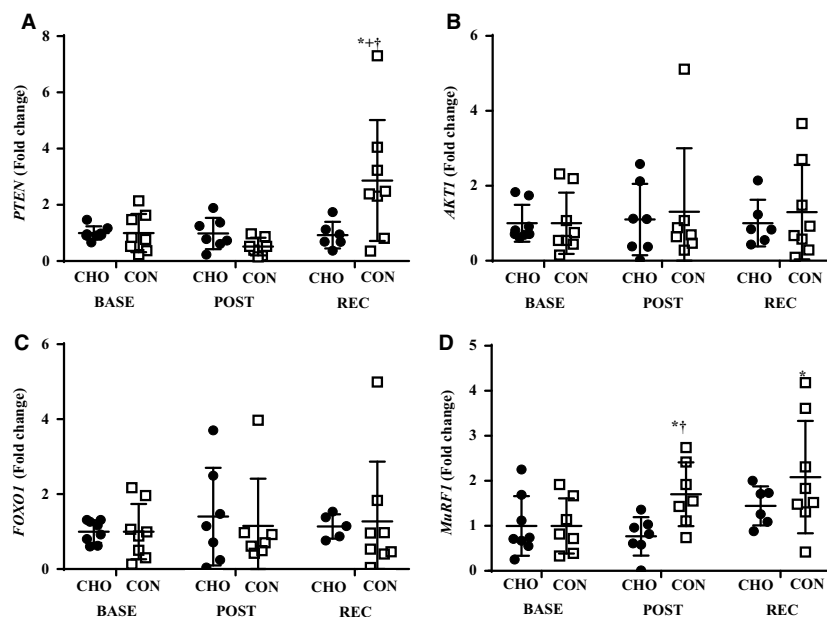 A
PTEN (Fold change)
8
6
4
2
0
*+†
CHO CON CHO CON CHO CON
BASE POST REC
B
AKT1 (Fold change)
6
4
2
0
CHO CON CHO CON CHO CON
BASE POST REC
C
FOXO1 (Fold change)
6
4
2
0
CHO CON CHO CON CHO CON
BASE POST REC
D
MuRF1 (Fold change)
5
4
3
2
1
0
*†
*
CHO CON CHO CON CHO CON
BASE POST REC